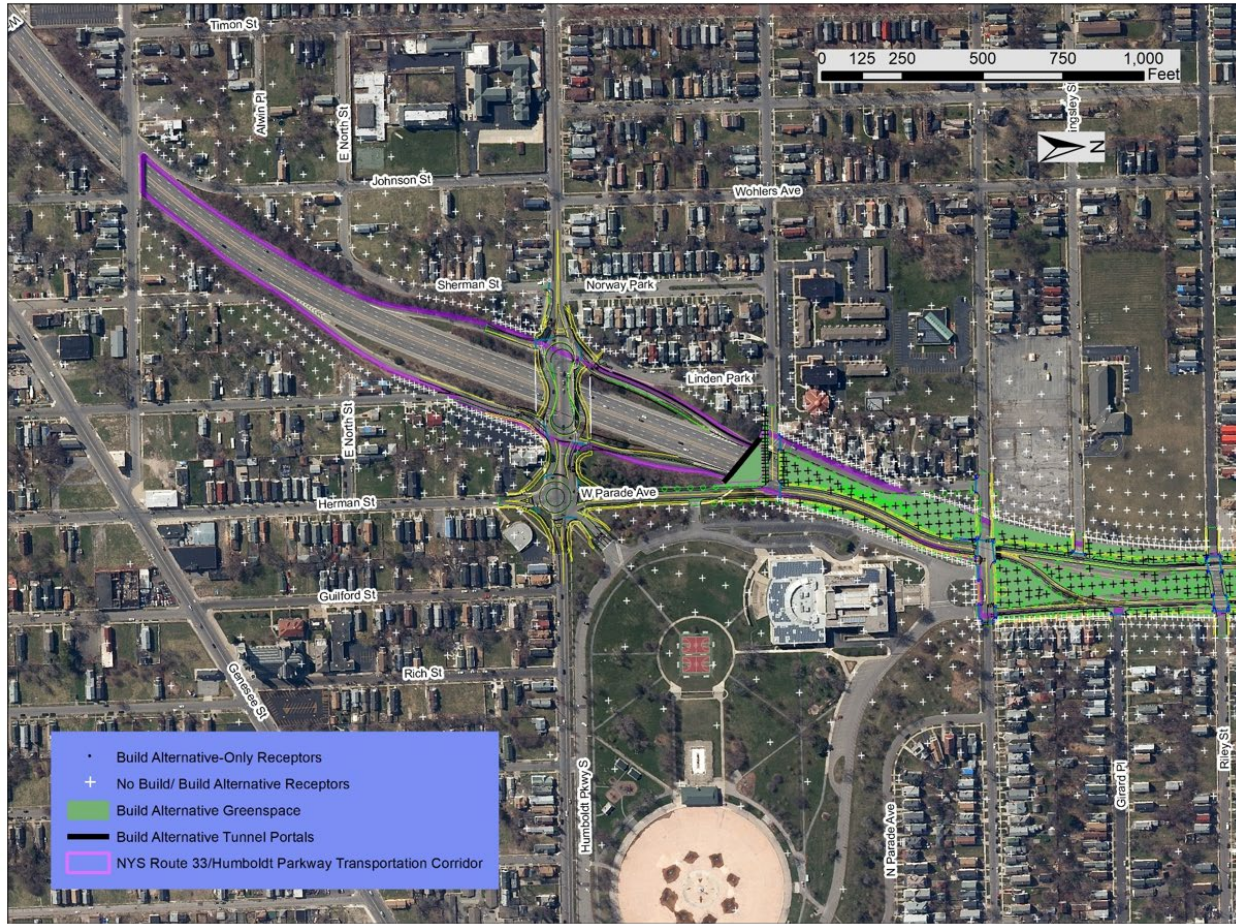 Timon St
0 125 250 500 750 1,000
Feet
Alwin Pl
E North St
N
Johnson St
Wohlers Ave
Sherman St
Norway Park
Linden Park
E North St
Herman St
W Parade Ave
Guilford St
Rich St
Genesee St
Humboldt Pkwy S
N Parade Ave
Girard Pl
Riley St
Build Alternative-Only Receptors
No Build/ Build Alternative Receptors
Build Alternative Greenspace
Build Alternative Tunnel Portals
NYS Route 33/Humboldt Parkway Transportation Corridor